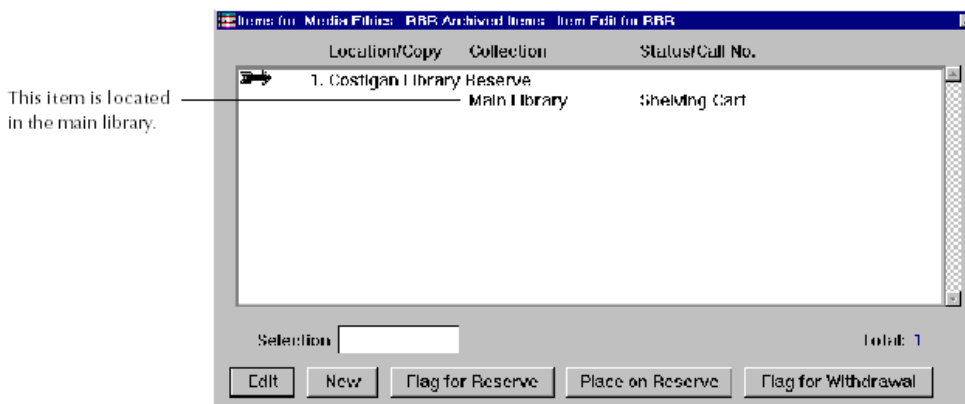 Items for Media Ethics RBR Archived Items Item Edit for RBR
Location/Copy Collection Status/Call No.
1. Costigan Library Reserve
Main Library Shelving Cart
This item is located
in the main library.
Selection
Total: 1
Edit New Flag for Reserve Place on Reserve Flag for Withdrawal